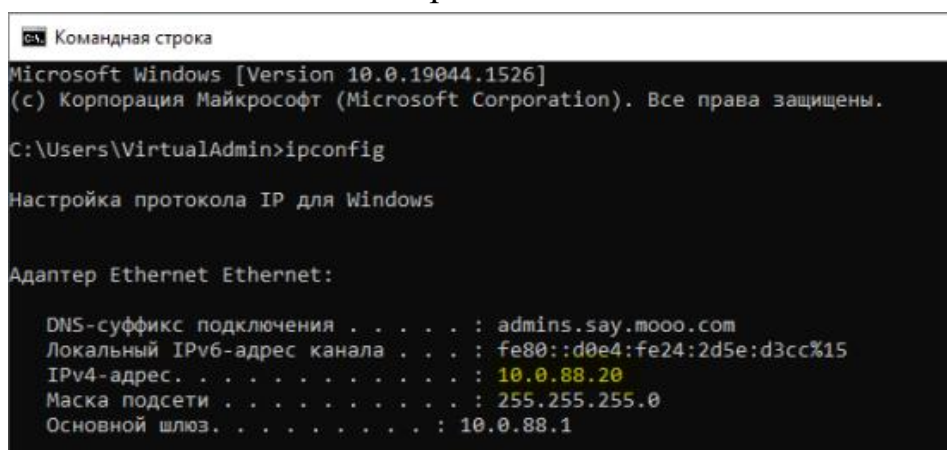 Командная строка
Microsoft Windows [Version 10.0.19044.1526]
(c) Корпорация Майкрософт (Microsoft Corporation). Все права защищены.
C:\Users\VirtualAdmin>ipconfig
Настройка протокола IP для Windows
Адаптер Ethernet Ethernet:
DNS-суффикс подключения . . . . . : admins.say.mooo.com
Локальный IPv6-адрес канала . . . : fe80::d0e4:fe24:2d5e:d3cc%15
IPv4-адрес. . . . . . . . . . . . : 10.0.88.20
Маска подсети . . . . . . . . . . : 255.255.255.0
Основной шлюз. . . . . . . . . : 10.0.88.1